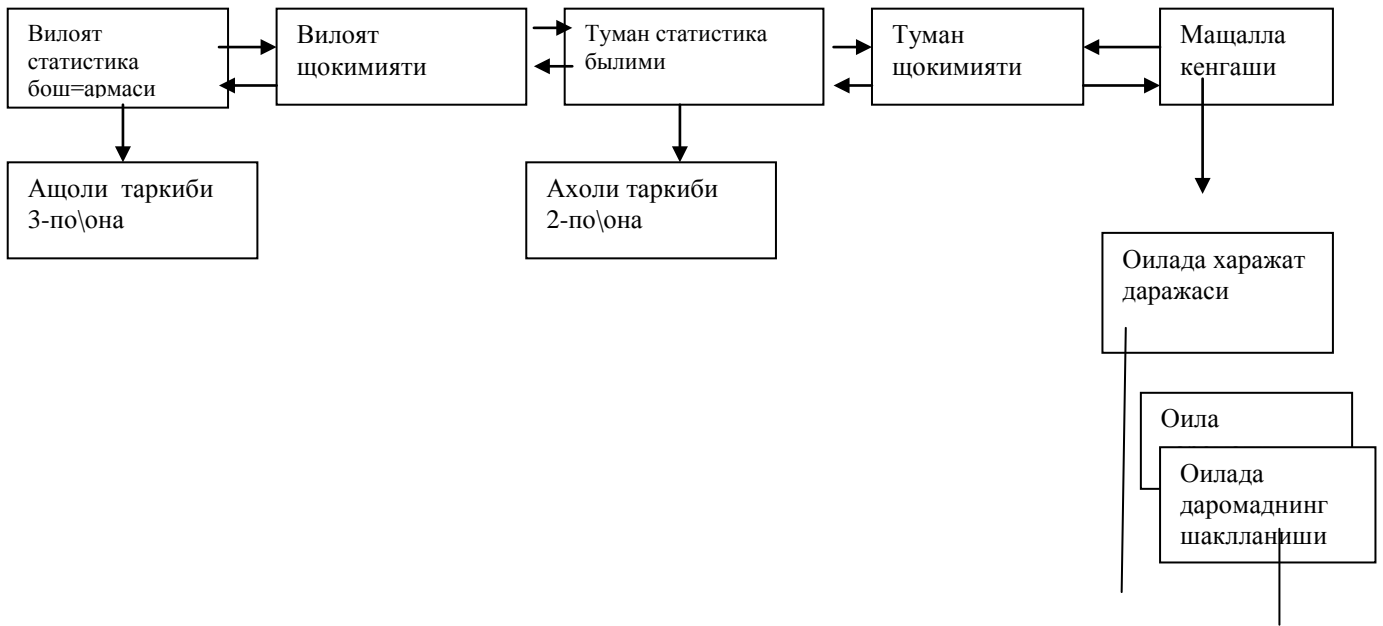 Вилоят
статистика
бош=армаси
Вилоят
щокимияти
Туман статистика
былими
Туман
щокимияти
Мащалла
кенгаши
Ащоли таркиби
3-по\она
Ахоли таркиби
2-по\она
Оилада харажат
даражаси
Оила
Оилада
даромаднинг
шаклланиши